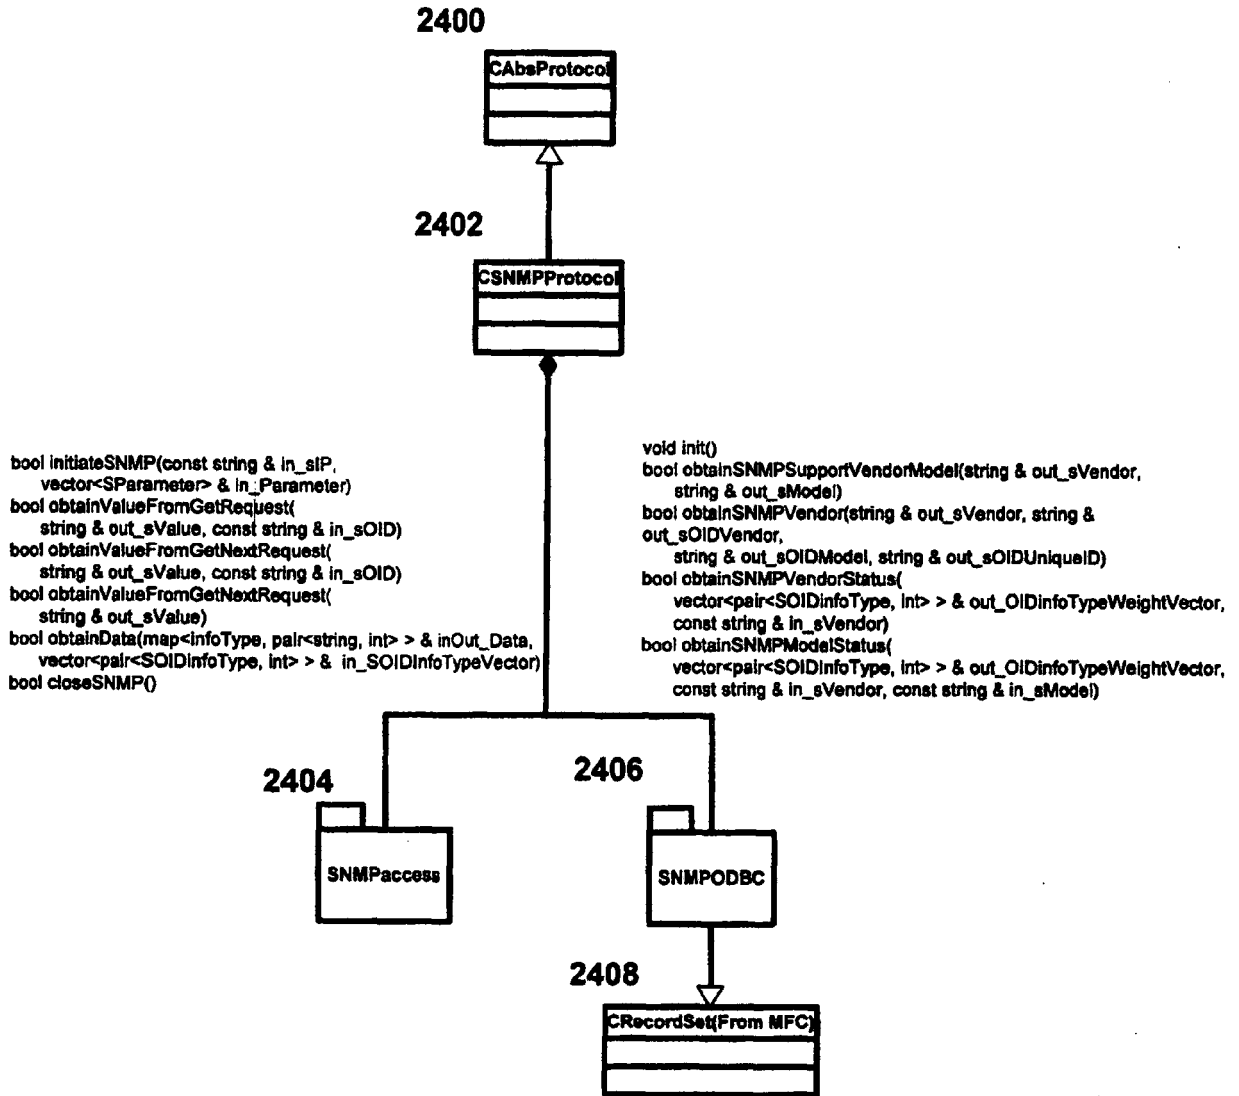 2400
CAbsProtocol
2402
CSNMPProtocol
bool initiateSNMP(const string & in_sIP,
vector<SParameter> & in_Parameter)
bool obtainValueFromGetRequest(
string & out_sValue, const string & in_sOID)
bool obtainValueFromGetNextRequest(
string & out_sValue, const string & in_sOID)
bool obtainValueFromGetNextRequest(
string & out_sValue)
bool obtainData(map<infoType, pair<string, int> > & inOut_Data,
vector<pair<SOIDinfoType, int> > & in_SOIDInfoTypeVector)
bool closeSNMP()
void init()
bool obtainSNMPSupportVendorModel(string & out_sVendor,
string & out_sModel)
bool obtainSNMPVendor(string & out_sVendor, string &
out_sOIDVendor,
string & out_sOIDModel, string & out_sOIDUniqueID)
bool obtainSNMPVendorStatus(
vector<pair<SOIDinfoType, int> > & out_OIDinfoTypeWeightVector,
const string & in_sVendor)
bool obtainSNMPModelStatus(
vector<pair<SOIDinfoType, int> > & out_OIDinfoTypeWeightVector,
const string & in_sVendor, const string & in_sModel)
2404
SNMPaccess
2406
SNMPODBC
2408
CRecordSet(From MFC)